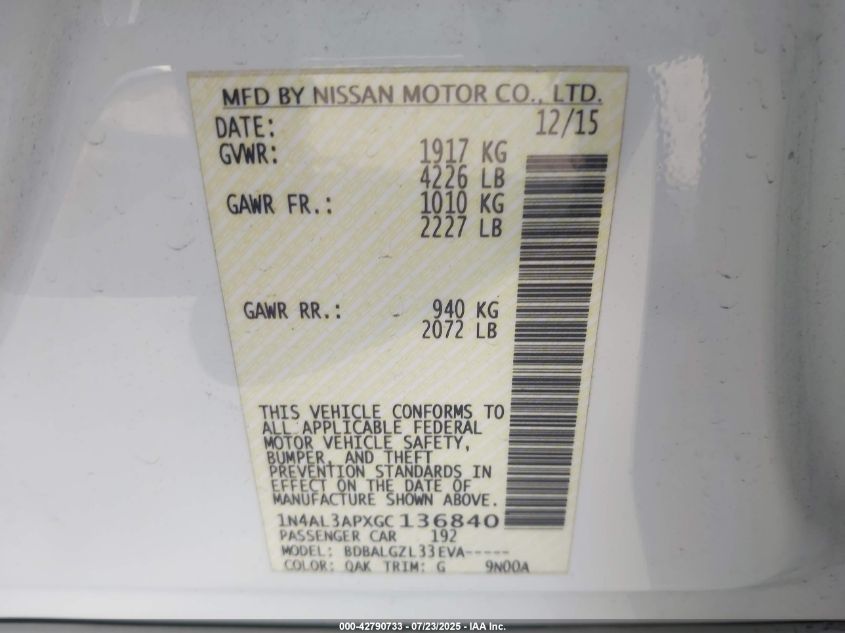 MFD BY NISSAN MOTOR CO., LTD.
DATE: 12/15
GVWR: 1917 KG
4226 LB
GAWR FR.: 1010 KG
2227 LB
GAWR RR.: 940 KG
2072 LB
THIS VEHICLE CONFORMS TO
ALL APPLICABLE FEDERAL
MOTOR VEHICLE SAFETY,
BUMPER, AND THEFT
PREVENTION STANDARDS IN
EFFECT ON THE DATE OF
MANUFACTURE SHOWN ABOVE.
1N4AL3APXGC136840
PASSENGER CAR 192
MODEL: BDBALGZL33EVA-----
COLOR: QAK TRIM: G 9N00A
000-42790733 - 07/23/2025 - IAA Inc.